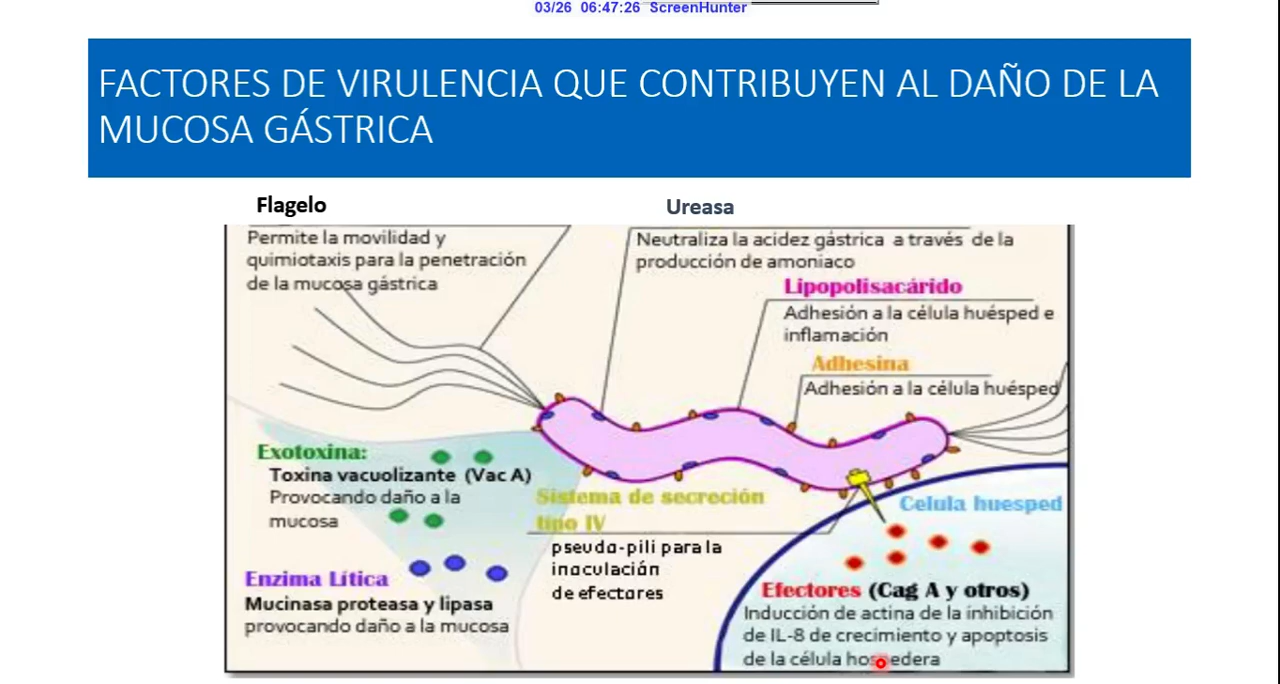 03/26 06:47:26 ScreenHunter
FACTORES DE VIRULENCIA QUE CONTRIBUYEN AL DAÑO DE LA
MUCOSA GÁSTRICA
Flagelo
Permite la movilidad y
quimiotaxis para la penetración
de la mucosa gástrica
Ureasa
Neutraliza la acidez gástrica a través de la
producción de amoniaco
Lipopolisacárido
Adhesión a la célula huésped e
inflamación
Adhesina
Adhesión a la célula huésped
Exotoxina:
Toxina vacuolizante (Vac A)
Provocando daño a la
mucosa
Enzima Lítica
Mucinasa proteasa y lipasa
provocando daño a la mucosa
Sistema de secreción
tipo IV
pseudo-pili para la
inoculación
de efectores
Celula huesped
Efectores (Cag A y otros)
Inducción de actina de la inhibición
de IL-8 de crecimiento y apoptosis
de la célula hospedera